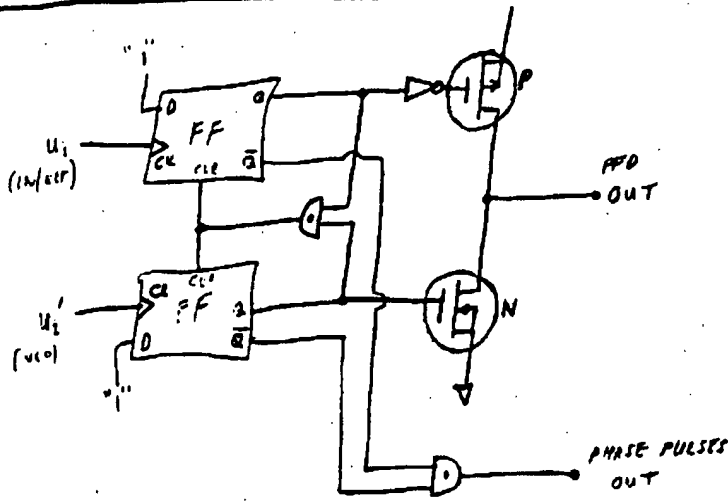 "1"
D
Q
FF
CK
CLR
Q
U₁
(IN/REF)
P
PFD
OUT
CLR
CK
FF
Q
Q
D
U₂'
(VCO)
"1"
N
PHASE PULSES
OUT